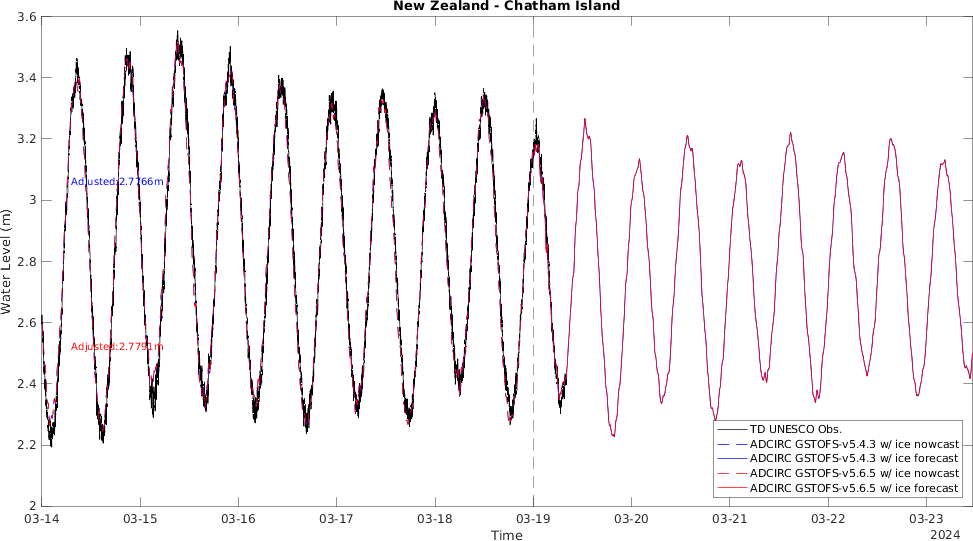 New Zealand - Chatham Island
3.6
3.4
3.2
3
2.8
2.6
2.4
2.2
2
Water Level (m)
Adjusted:2.7766m
Adjusted:2.7791m
TD UNESCO Obs.
ADCIRC GSTOFS-v5.4.3 w/ ice nowcast
ADCIRC GSTOFS-v5.4.3 w/ ice forecast
ADCIRC GSTOFS-v5.6.5 w/ ice nowcast
ADCIRC GSTOFS-v5.6.5 w/ ice forecast
03-14 03-15 03-16 03-17 03-18 03-19 03-20 03-21 03-22 03-23
Time
2024